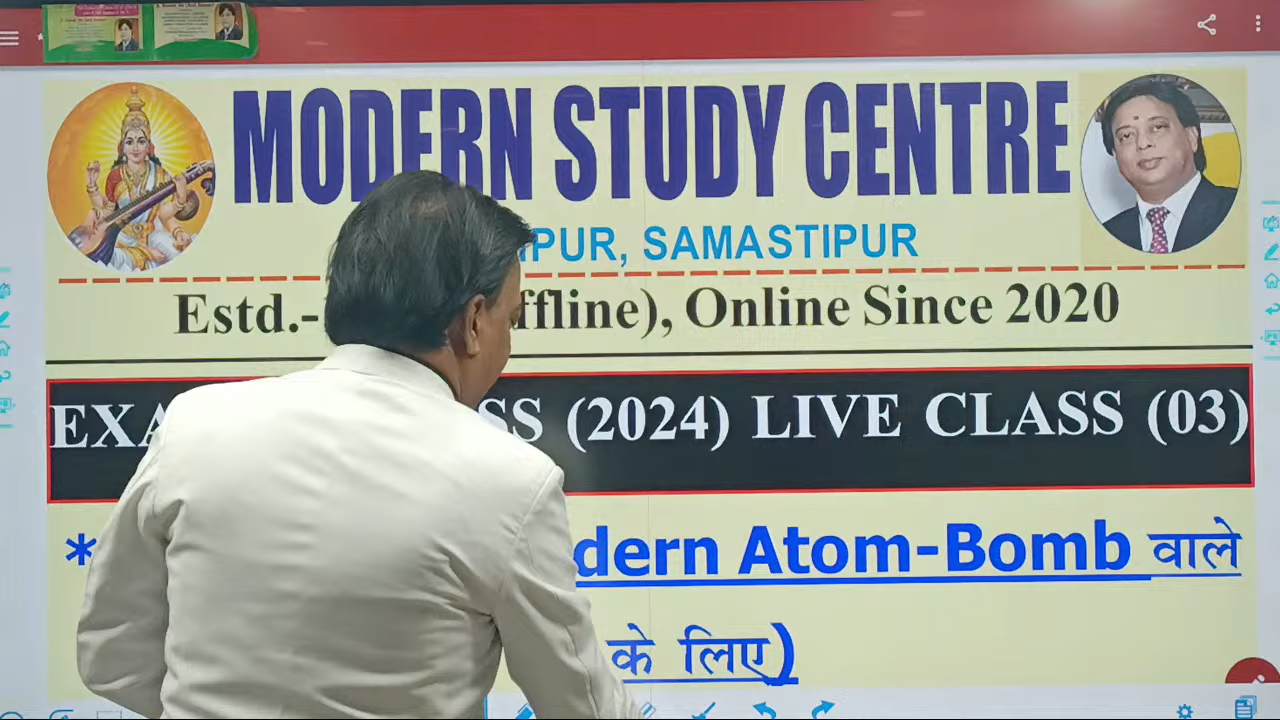 MODERN STUDY CENTRE
PUR, SAMASTIPUR
Estd.- ffline), Online Since 2020
EXA SS (2024) LIVE CLASS (03)
* dern Atom-Bomb वाले
के लिए)